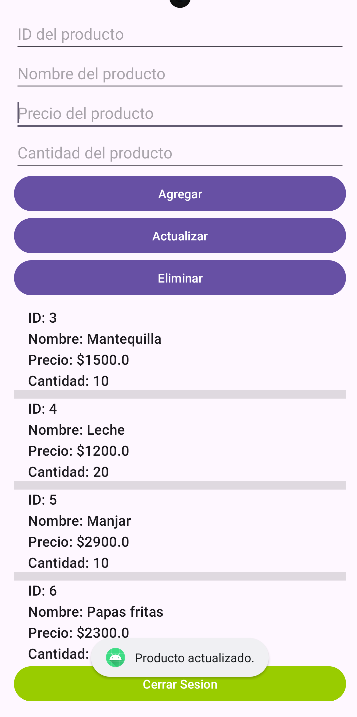 ID del producto
Nombre del producto
Precio del producto
Cantidad del producto
Agregar
Actualizar
Eliminar
ID: 3
Nombre: Mantequilla
Precio: $1500.0
Cantidad: 10
ID: 4
Nombre: Leche
Precio: $1200.0
Cantidad: 20
ID: 5
Nombre: Manjar
Precio: $2900.0
Cantidad: 10
ID: 6
Nombre: Papas fritas
Precio: $2300.0
Cantidad:
Producto actualizado.
Cerrar Sesion